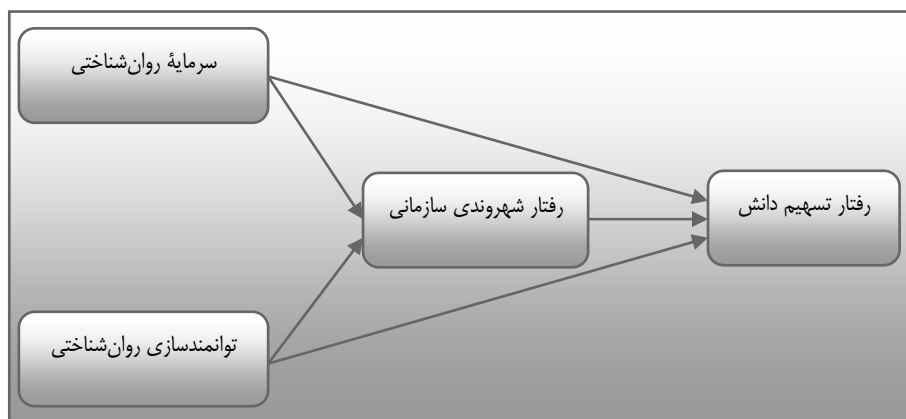 سرمایۀ روان‌شناختی
رفتار شهروندی سازمانی
رفتار تسهیم دانش
توانمندسازی روان‌شناختی